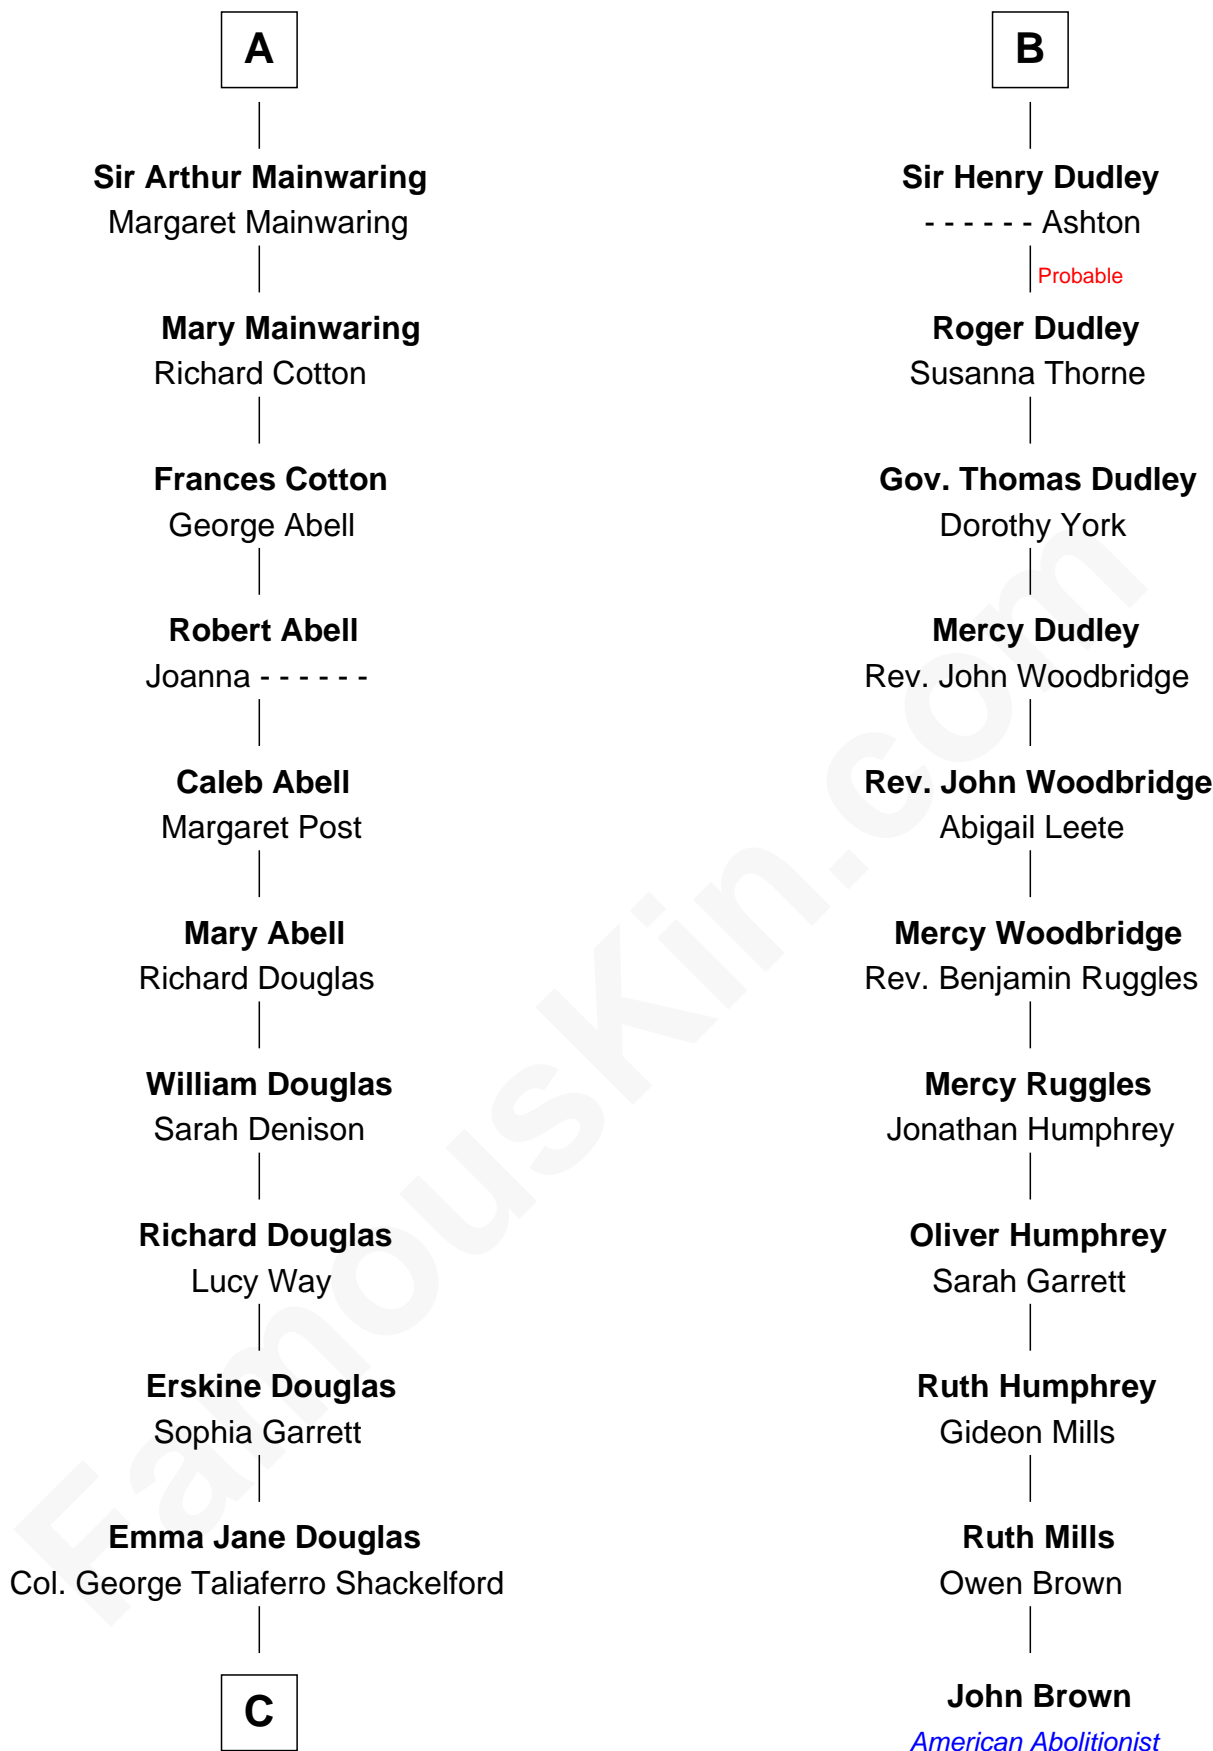 A
Sir Arthur Mainwaring
Margaret Mainwaring
Mary Mainwaring
Richard Cotton
Frances Cotton
George Abell
Robert Abell
Joanna - - - - - -
Caleb Abell
Margaret Post
Mary Abell
Richard Douglas
William Douglas
Sarah Denison
Richard Douglas
Lucy Way
Erskine Douglas
Sophia Garrett
Emma Jane Douglas
Col. George Taliaferro Shackelford
C
B
Sir Henry Dudley
- - - - - - Ashton
Probable
Roger Dudley
Susanna Thorne
Gov. Thomas Dudley
Dorothy York
Mercy Dudley
Rev. John Woodbridge
Rev. John Woodbridge
Abigail Leete
Mercy Woodbridge
Rev. Benjamin Ruggles
Mercy Ruggles
Jonathan Humphrey
Oliver Humphrey
Sarah Garrett
Ruth Humphrey
Gideon Mills
Ruth Mills
Owen Brown
John Brown
American Abolitionist
FamousKin.com